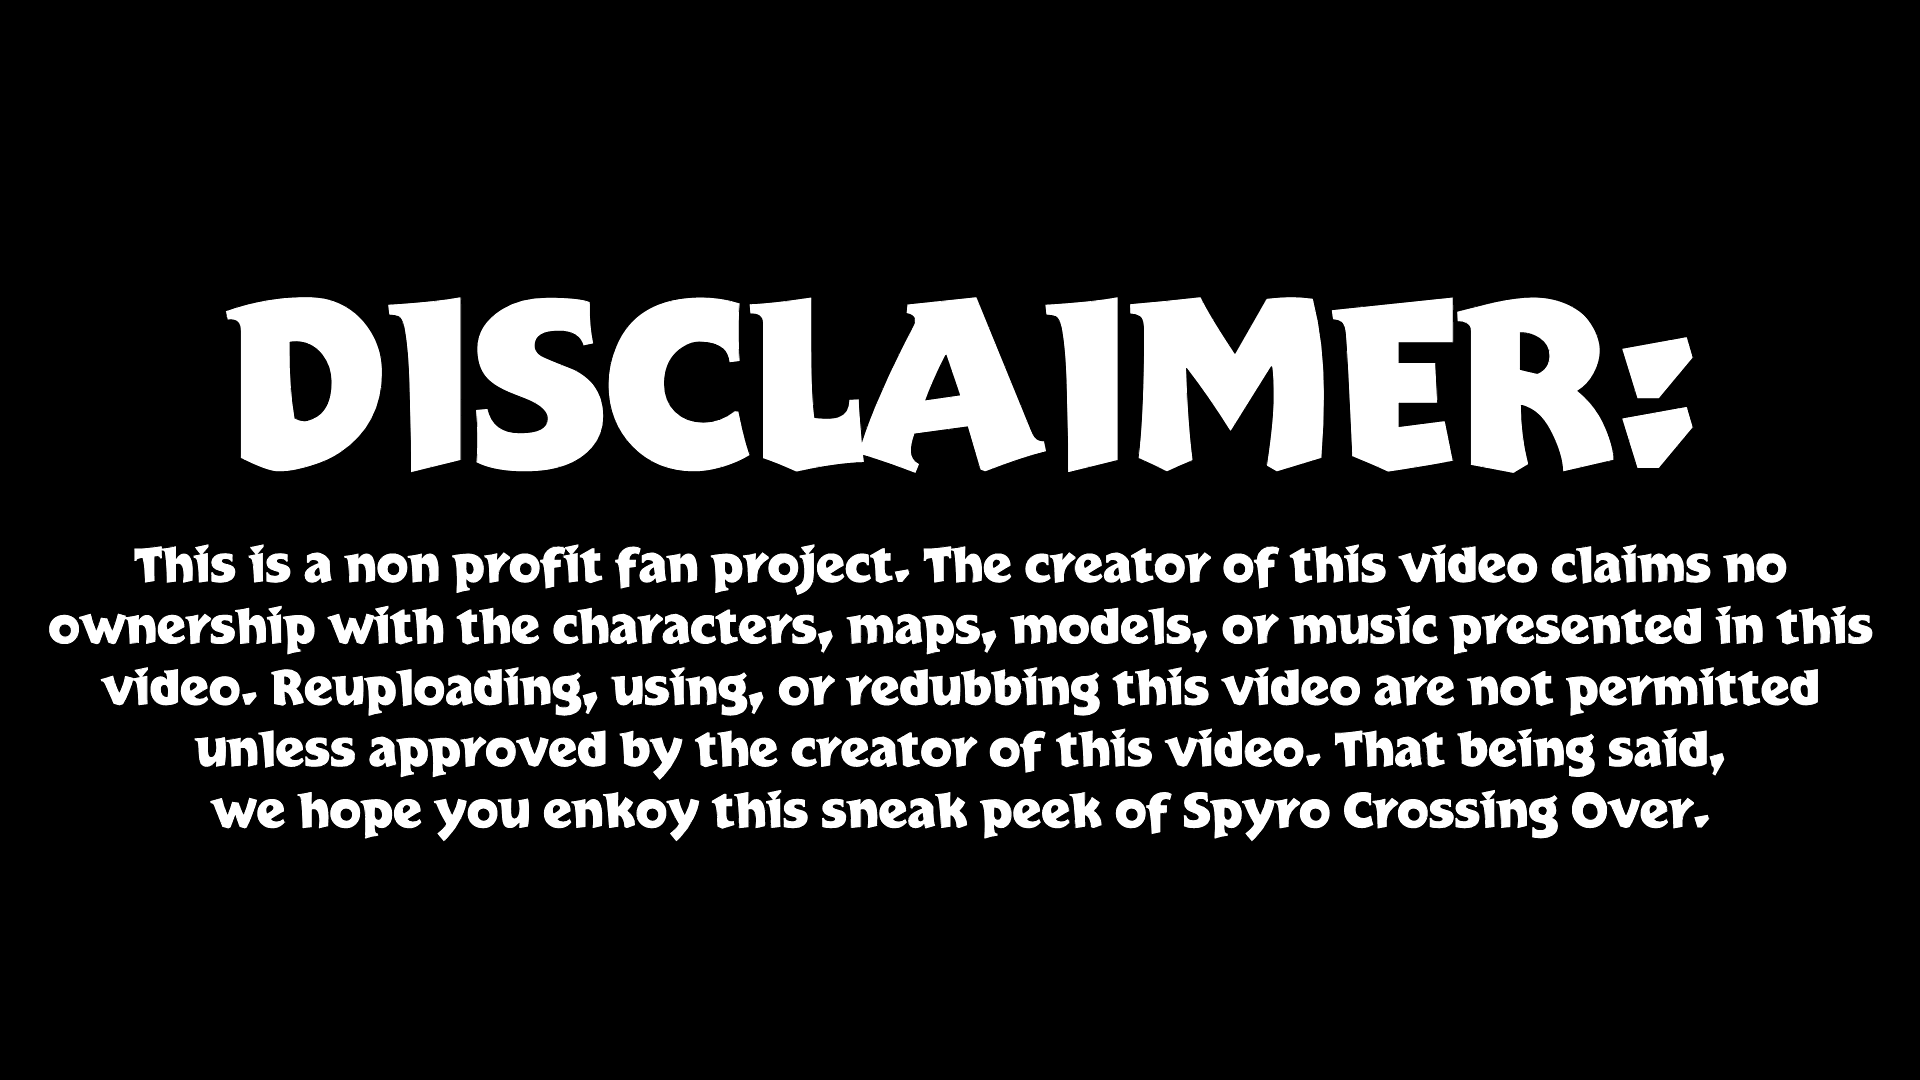 DISCLAIMER:
This is a non profit fan project. The creator of this video claims no
ownership with the characters, maps, models, or music presented in this
video. Reuploading, using, or redubbing this video are not permitted
unless approved by the creator of this video. That being said,
we hope you enkoy this sneak peek of Spyro Crossing Over.